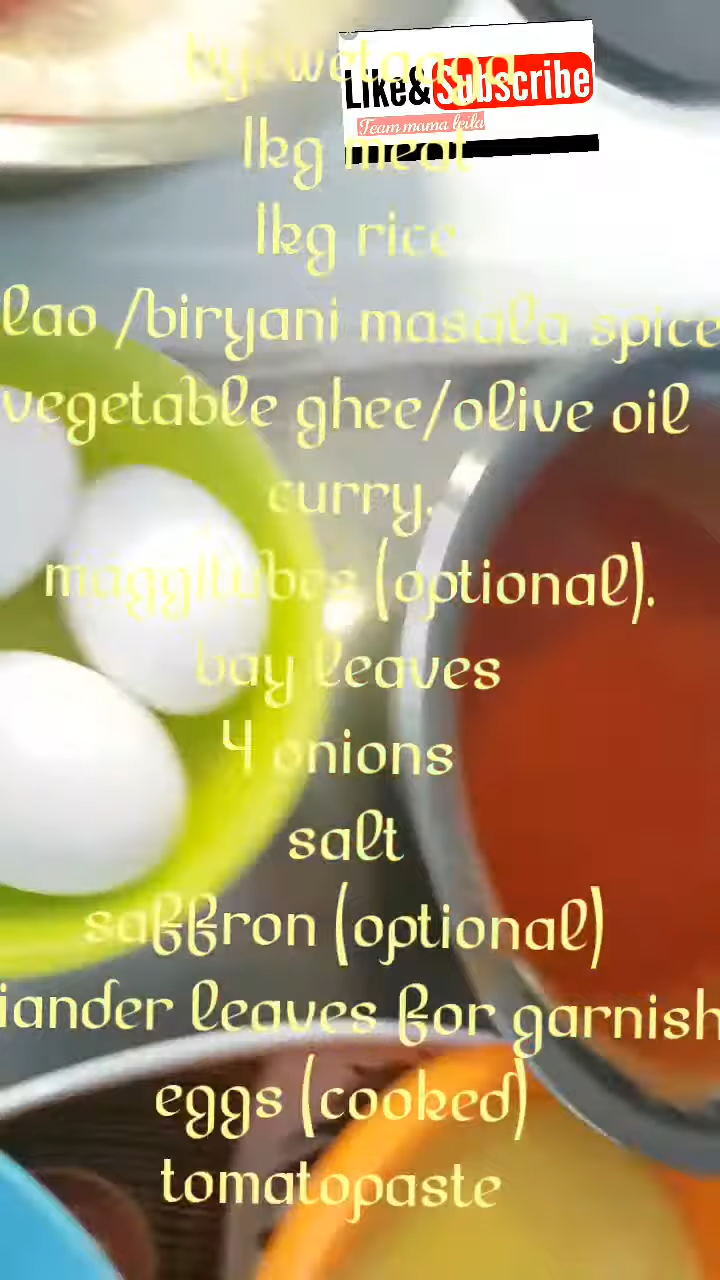 byewetaaga
Like&Subscribe
Team mama leila
1kg meat
1kg rice
lao /biryani masala spice
vegetable ghee/olive oil
curry.
(optional).
bay leaves
4 onions
salt
saffron (optional)
iander leaves for garnish
eggs (cooked)
tomatopaste